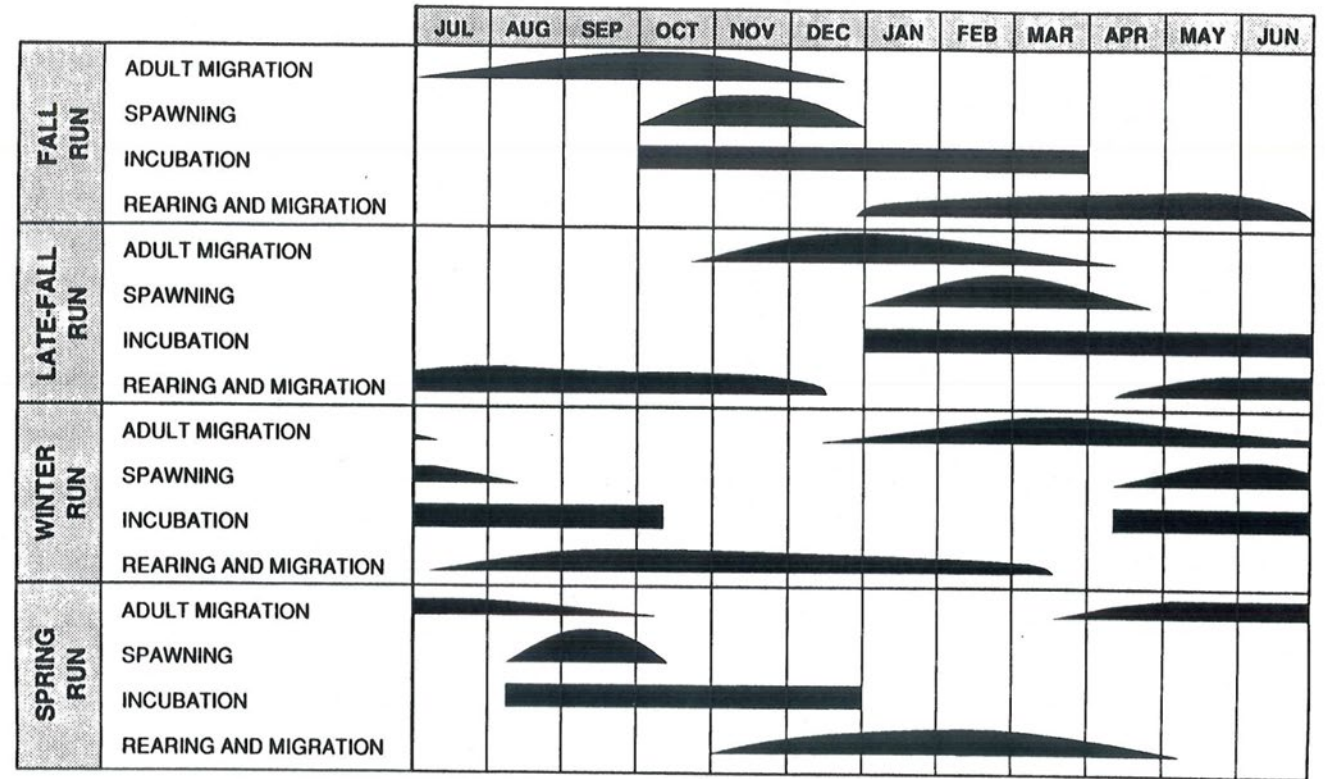 JUL AUG SEP OCT NOV DEC JAN FEB MAR APR MAY JUN
FALL RUN
ADULT MIGRATION
SPAWNING
INCUBATION
REARING AND MIGRATION
LATE-FALL RUN
ADULT MIGRATION
SPAWNING
INCUBATION
REARING AND MIGRATION
WINTER RUN
ADULT MIGRATION
SPAWNING
INCUBATION
REARING AND MIGRATION
SPRING RUN
ADULT MIGRATION
SPAWNING
INCUBATION
REARING AND MIGRATION